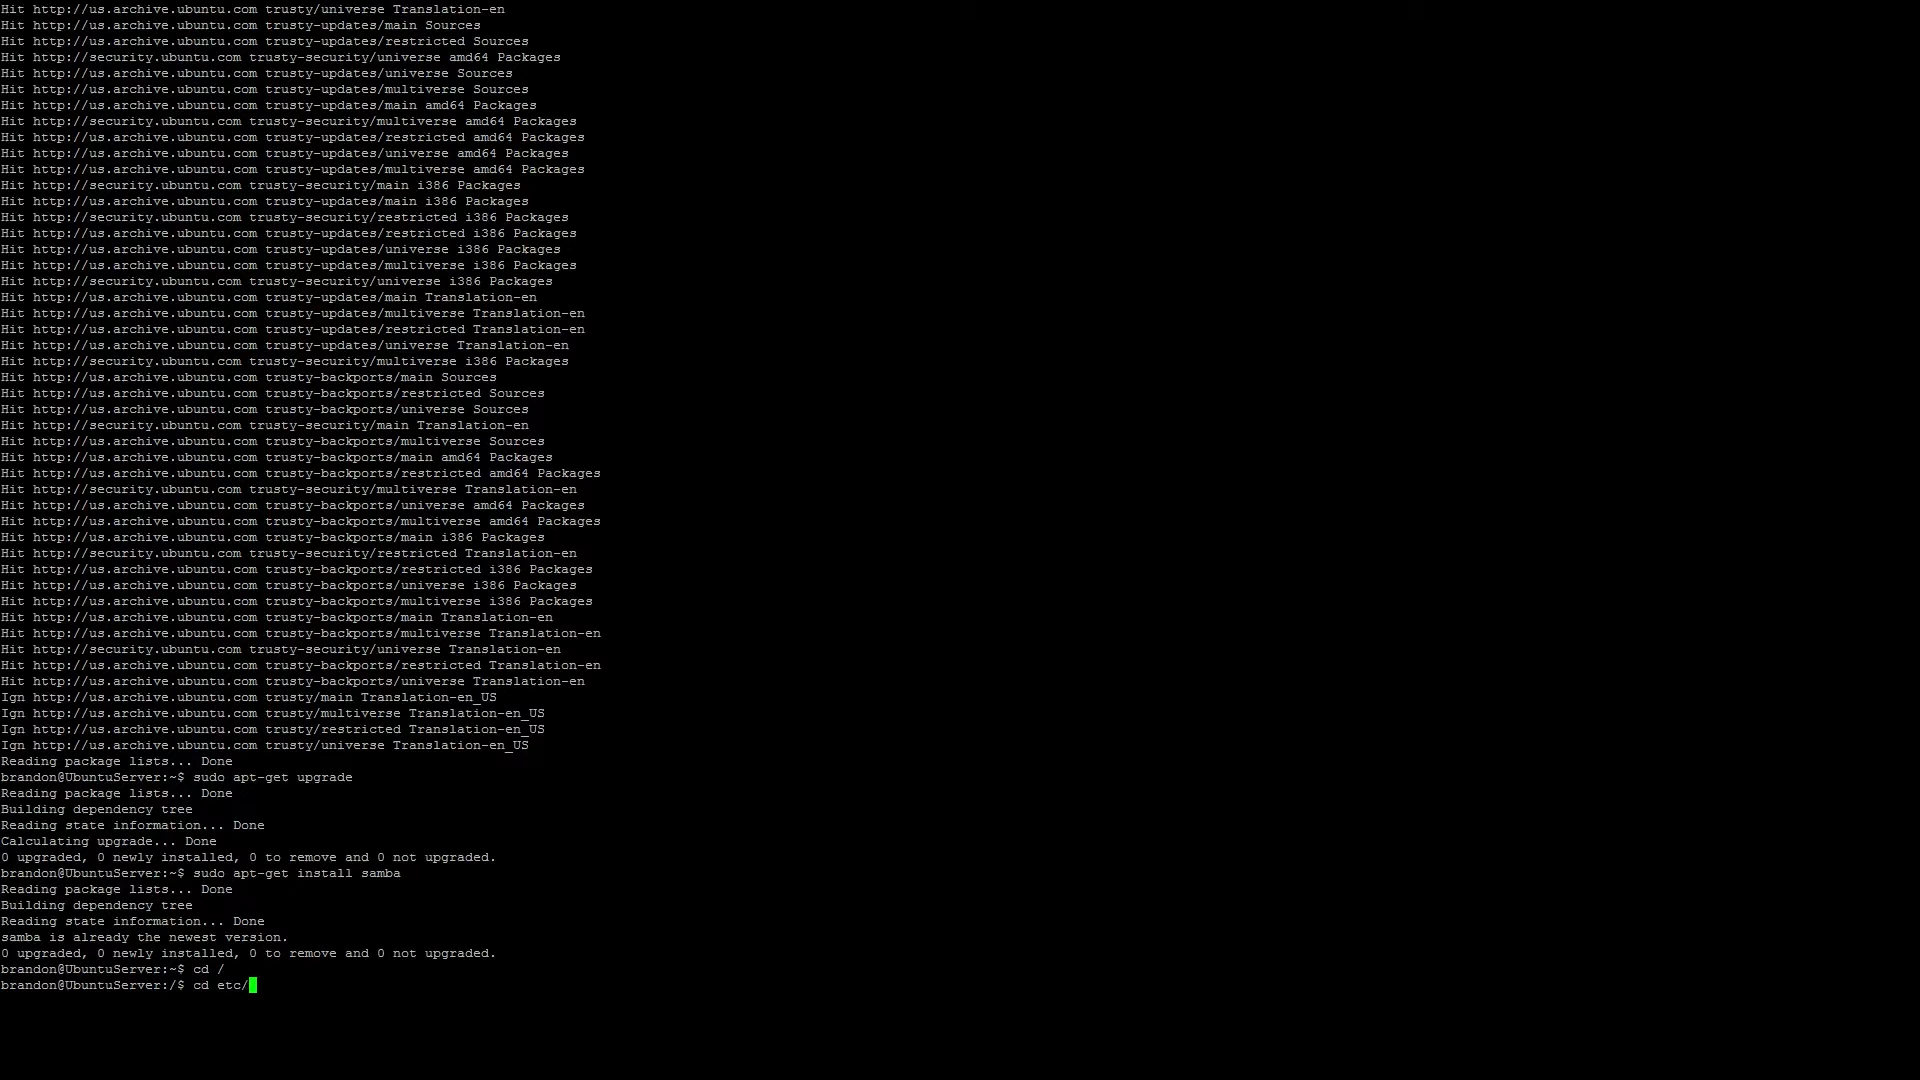 Hit http://us.archive.ubuntu.com trusty/universe Translation-en
Hit http://us.archive.ubuntu.com trusty-updates/main Sources
Hit http://us.archive.ubuntu.com trusty-updates/restricted Sources
Hit http://security.ubuntu.com trusty-security/universe amd64 Packages
Hit http://us.archive.ubuntu.com trusty-updates/universe Sources
Hit http://us.archive.ubuntu.com trusty-updates/multiverse Sources
Hit http://us.archive.ubuntu.com trusty-updates/main amd64 Packages
Hit http://security.ubuntu.com trusty-security/multiverse amd64 Packages
Hit http://us.archive.ubuntu.com trusty-updates/restricted amd64 Packages
Hit http://us.archive.ubuntu.com trusty-updates/universe amd64 Packages
Hit http://us.archive.ubuntu.com trusty-updates/multiverse amd64 Packages
Hit http://security.ubuntu.com trusty-security/main i386 Packages
Hit http://us.archive.ubuntu.com trusty-updates/main i386 Packages
Hit http://security.ubuntu.com trusty-security/restricted i386 Packages
Hit http://us.archive.ubuntu.com trusty-updates/restricted i386 Packages
Hit http://us.archive.ubuntu.com trusty-updates/universe i386 Packages
Hit http://us.archive.ubuntu.com trusty-updates/multiverse i386 Packages
Hit http://security.ubuntu.com trusty-security/universe i386 Packages
Hit http://us.archive.ubuntu.com trusty-updates/main Translation-en
Hit http://us.archive.ubuntu.com trusty-updates/multiverse Translation-en
Hit http://us.archive.ubuntu.com trusty-updates/restricted Translation-en
Hit http://us.archive.ubuntu.com trusty-updates/universe Translation-en
Hit http://security.ubuntu.com trusty-security/multiverse i386 Packages
Hit http://us.archive.ubuntu.com trusty-backports/main Sources
Hit http://us.archive.ubuntu.com trusty-backports/restricted Sources
Hit http://us.archive.ubuntu.com trusty-backports/universe Sources
Hit http://security.ubuntu.com trusty-security/main Translation-en
Hit http://us.archive.ubuntu.com trusty-backports/multiverse Sources
Hit http://us.archive.ubuntu.com trusty-backports/main amd64 Packages
Hit http://us.archive.ubuntu.com trusty-backports/restricted amd64 Packages
Hit http://security.ubuntu.com trusty-security/multiverse Translation-en
Hit http://us.archive.ubuntu.com trusty-backports/universe amd64 Packages
Hit http://us.archive.ubuntu.com trusty-backports/multiverse amd64 Packages
Hit http://us.archive.ubuntu.com trusty-backports/main i386 Packages
Hit http://security.ubuntu.com trusty-security/restricted Translation-en
Hit http://us.archive.ubuntu.com trusty-backports/restricted i386 Packages
Hit http://us.archive.ubuntu.com trusty-backports/universe i386 Packages
Hit http://us.archive.ubuntu.com trusty-backports/multiverse i386 Packages
Hit http://us.archive.ubuntu.com trusty-backports/main Translation-en
Hit http://us.archive.ubuntu.com trusty-backports/multiverse Translation-en
Hit http://security.ubuntu.com trusty-security/universe Translation-en
Hit http://us.archive.ubuntu.com trusty-backports/restricted Translation-en
Hit http://us.archive.ubuntu.com trusty-backports/universe Translation-en
Ign http://us.archive.ubuntu.com trusty/main Translation-en_US
Ign http://us.archive.ubuntu.com trusty/multiverse Translation-en_US
Ign http://us.archive.ubuntu.com trusty/restricted Translation-en_US
Ign http://us.archive.ubuntu.com trusty/universe Translation-en_US
Reading package lists... Done
brandon@UbuntuServer:~$ sudo apt-get upgrade
Reading package lists... Done
Building dependency tree
Reading state information... Done
Calculating upgrade... Done
0 upgraded, 0 newly installed, 0 to remove and 0 not upgraded.
brandon@UbuntuServer:~$ sudo apt-get install samba
Reading package lists... Done
Building dependency tree
Reading state information... Done
samba is already the newest version.
0 upgraded, 0 newly installed, 0 to remove and 0 not upgraded.
brandon@UbuntuServer:~$ cd /
brandon@UbuntuServer:/$ cd etc/